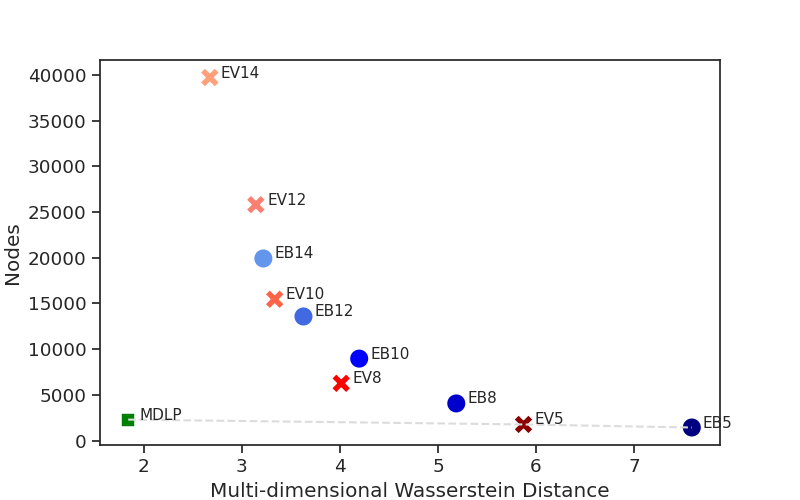 40000
35000
30000
25000
20000
15000
10000
5000
0
Nodes
EV14
EV12
EB14
EV10
EB12
EB10
EV8
EB8
MDLP
EV5
EB5
2 3 4 5 6 7
Multi-dimensional Wasserstein Distance